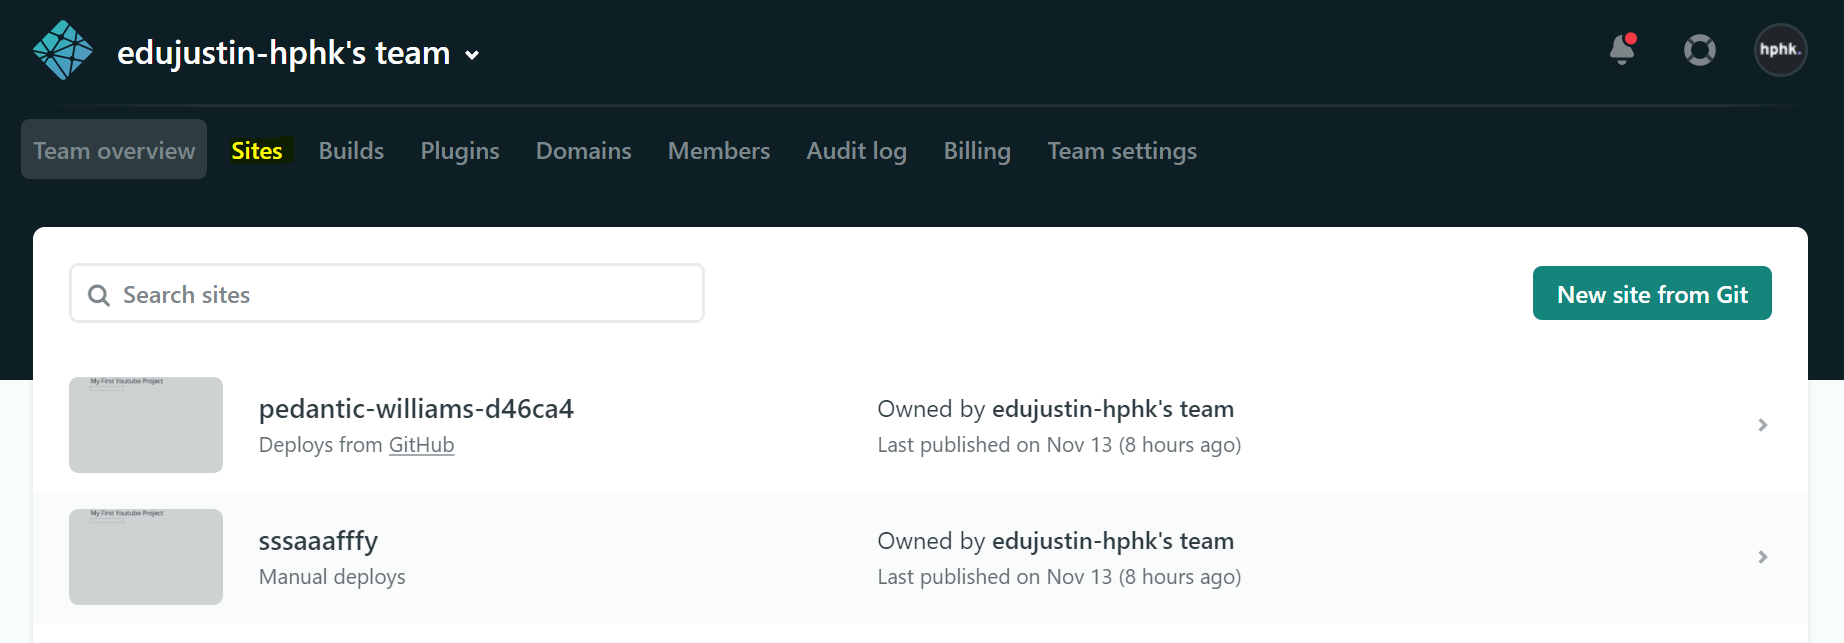 edujustin-hphk's team
hphk.
Team overview Sites Builds Plugins Domains Members Audit log Billing Team settings
Search sites
New site from Git
My First Youtube Project
pedantic-williams-d46ca4
Owned by edujustin-hphk's team
Deploys from GitHub
Last published on Nov 13 (8 hours ago)
My First Youtube Project
sssaaafffy
Owned by edujustin-hphk's team
Manual deploys
Last published on Nov 13 (8 hours ago)